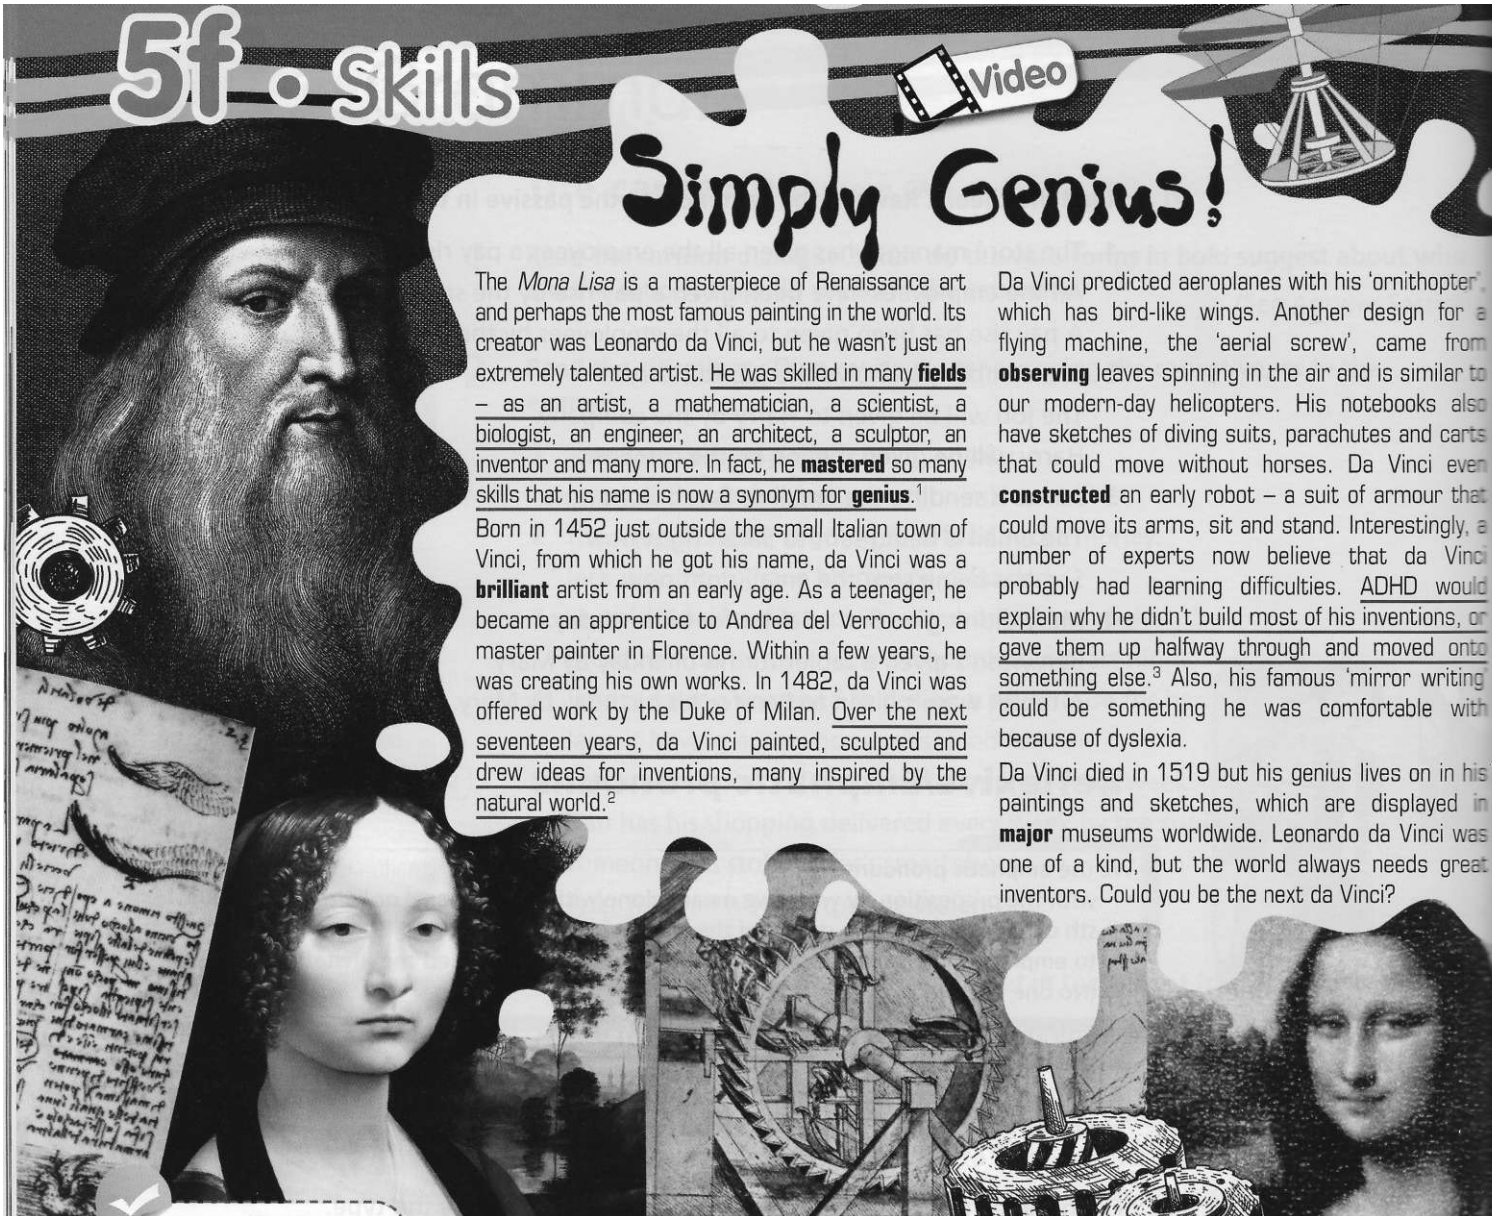 5f • Skills
Video
Simply Genius!
The Mona Lisa is a masterpiece of Renaissance art
and perhaps the most famous painting in the world. Its
creator was Leonardo da Vinci, but he wasn't just an
extremely talented artist. He was skilled in many fields
– as an artist, a mathematician, a scientist, a
biologist, an engineer, an architect, a sculptor, an
inventor and many more. In fact, he mastered so many
skills that his name is now a synonym for genius.1
Born in 1452 just outside the small Italian town of
Vinci, from which he got his name, da Vinci was a
brilliant artist from an early age. As a teenager, he
became an apprentice to Andrea del Verrocchio, a
master painter in Florence. Within a few years, he
was creating his own works. In 1482, da Vinci was
offered work by the Duke of Milan. Over the next
seventeen years, da Vinci painted, sculpted and
drew ideas for inventions, many inspired by the
natural world.2
Da Vinci predicted aeroplanes with his 'ornithopter',
which has bird-like wings. Another design for a
flying machine, the 'aerial screw', came from
observing leaves spinning in the air and is similar to
our modern-day helicopters. His notebooks also
have sketches of diving suits, parachutes and carts
that could move without horses. Da Vinci even
constructed an early robot – a suit of armour that
could move its arms, sit and stand. Interestingly, a
number of experts now believe that da Vinci
probably had learning difficulties. ADHD would
explain why he didn't build most of his inventions, or
gave them up halfway through and moved onto
something else.3 Also, his famous 'mirror writing'
could be something he was comfortable with
because of dyslexia.
Da Vinci died in 1519 but his genius lives on in his
paintings and sketches, which are displayed in
major museums worldwide. Leonardo da Vinci was
one of a kind, but the world always needs great
inventors. Could you be the next da Vinci?